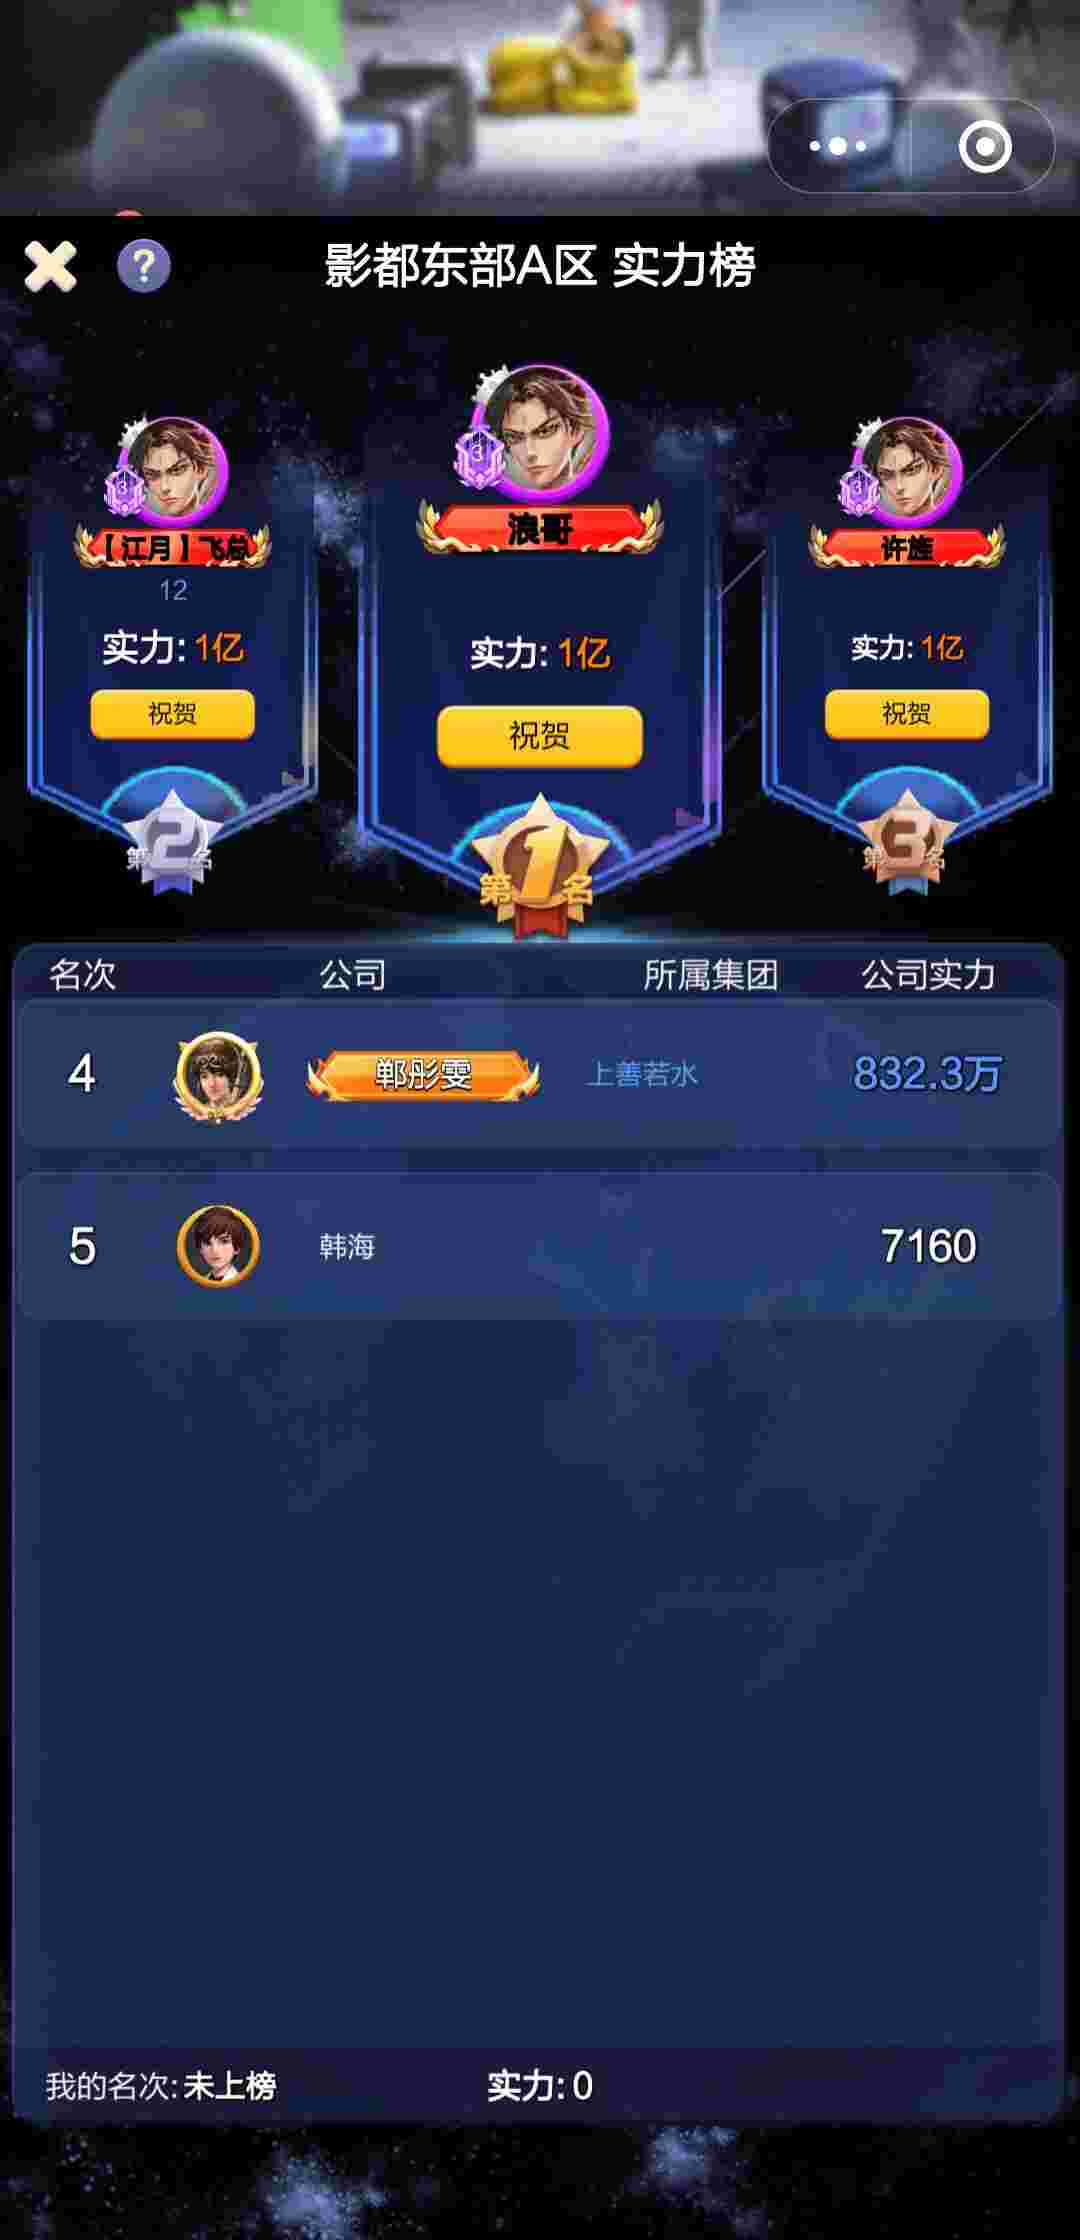 影都东部A区 实力榜
3
浪哥
实力: 1亿
祝贺
第1名
3
【江月】飞总
12
实力: 1亿
祝贺
第2名
3
许旌
实力: 1亿
祝贺
第3名
名次 公司 所属集团 公司实力
4 郸彤雯 上善若水 832.3万
5 韩海 7160
我的名次: 未上榜 实力: 0